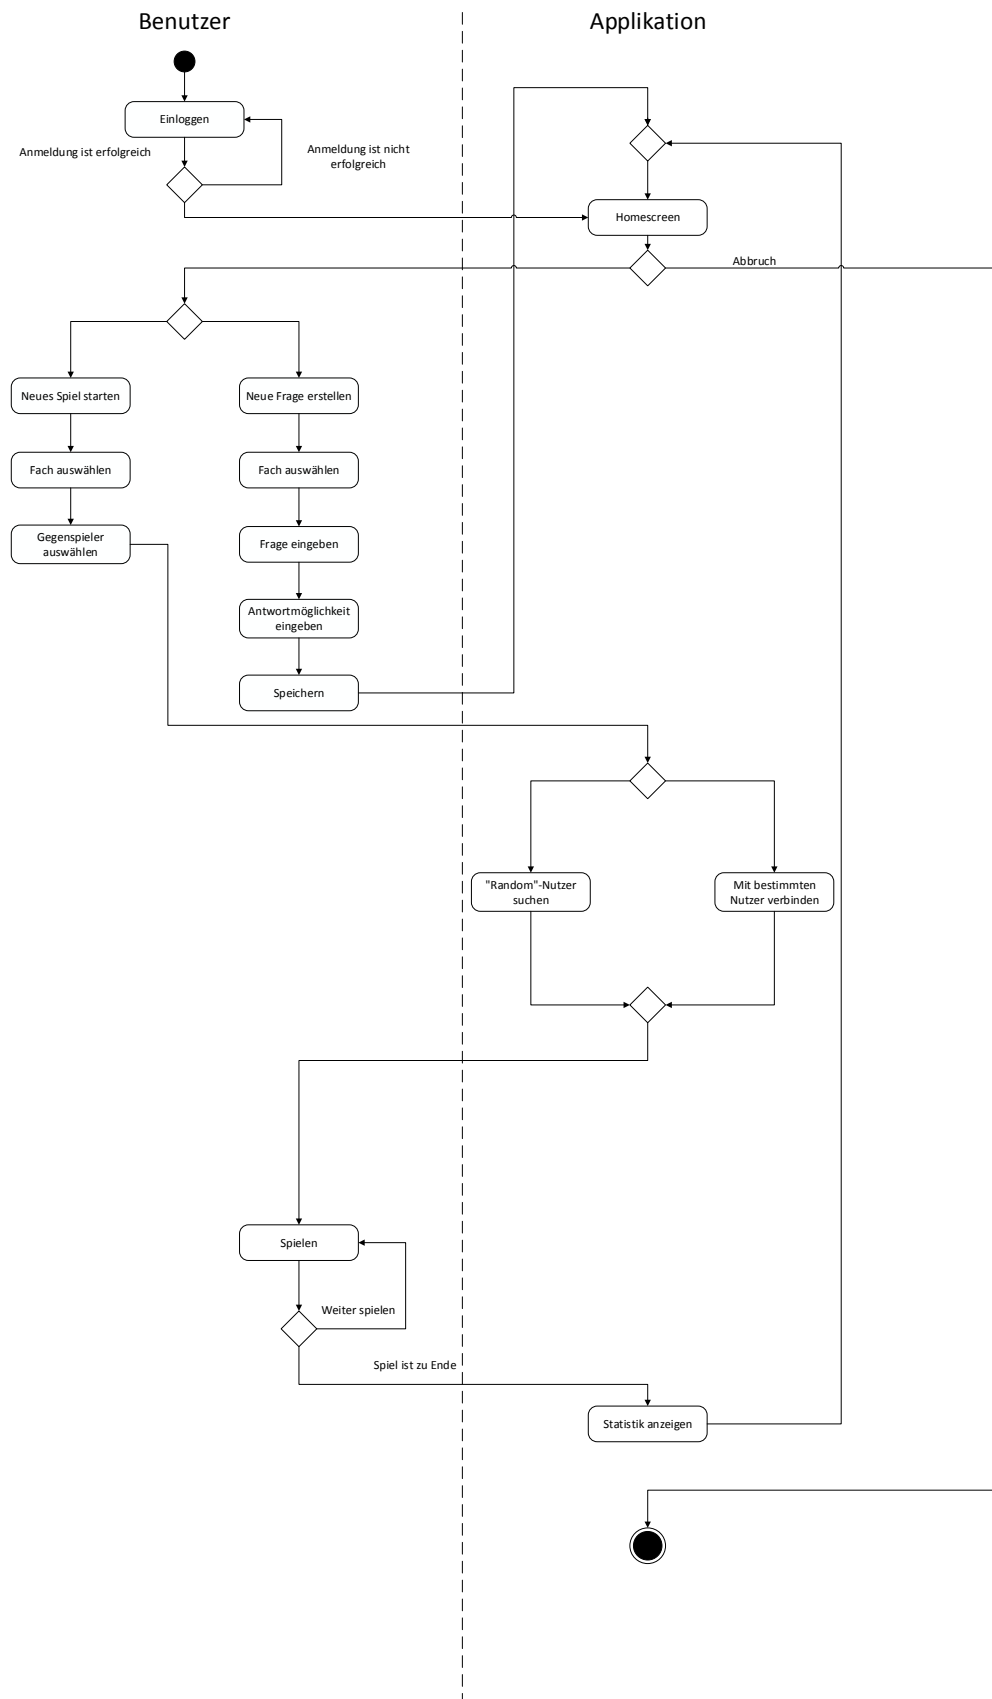 Benutzer
Applikation
Einloggen
Anmeldung ist erfolgreich
Anmeldung ist nicht
erfolgreich
Homescreen
Abbruch
Neues Spiel starten
Neue Frage erstellen
Fach auswählen
Fach auswählen
Gegenspieler
auswählen
Frage eingeben
Antwortmöglichkeit
eingeben
Speichern
"Random"-Nutzer
suchen
Mit bestimmten
Nutzer verbinden
Spielen
Weiter spielen
Spiel ist zu Ende
Statistik anzeigen